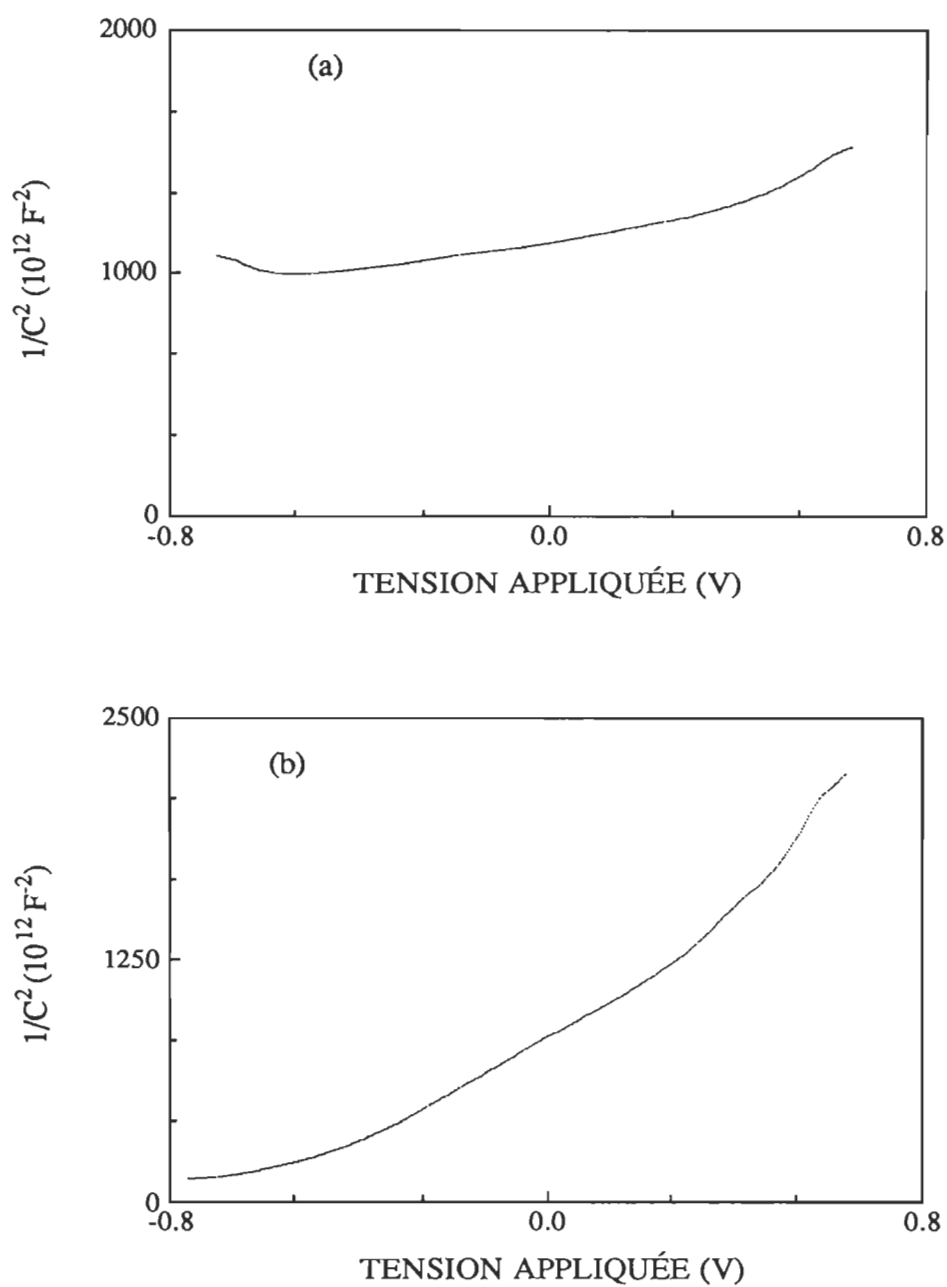 2000
(a)
1/C² (10¹² F⁻²)
1000
0
-0.8
0.0
0.8
TENSION APPLIQUÉE (V)
2500
(b)
1/C² (10¹² F⁻²)
1250
0
-0.8
0.0
0.8
TENSION APPLIQUÉE (V)